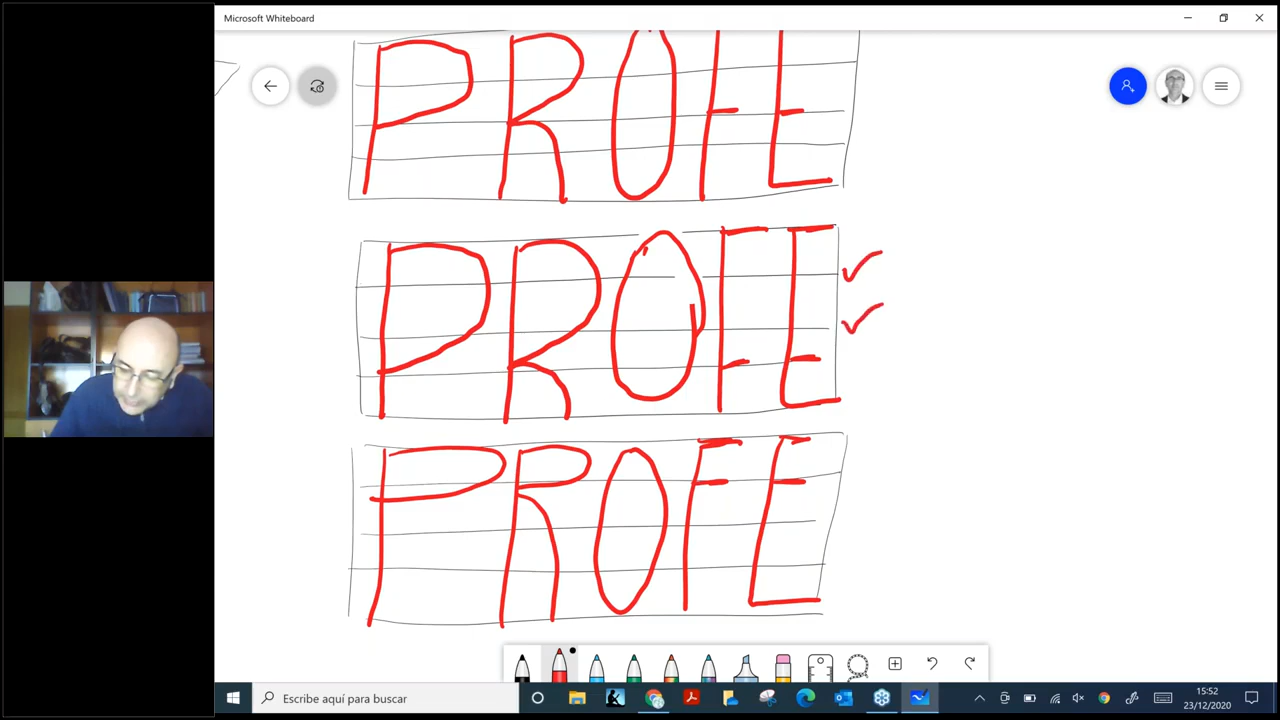 Microsoft Whiteboard
PROFE
PROFE
PROFE
Escribe aquí para buscar
15:52
23/12/2020